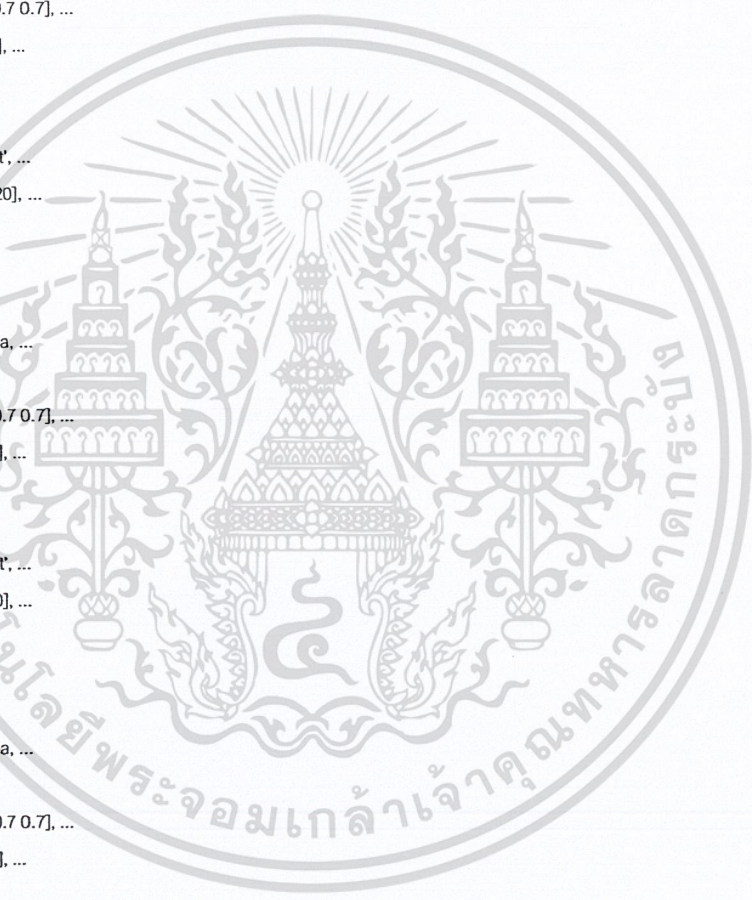 .7 0.7], ...
], ...
t', ...
20], ...
a, ...
.7 0.7], ...
], ...
t', ...
0], ...
a, ...
.7 0.7], ...
], ...
นโลยีพระจอมเกล้าเจ้าคุณทหารลาดกระบัง